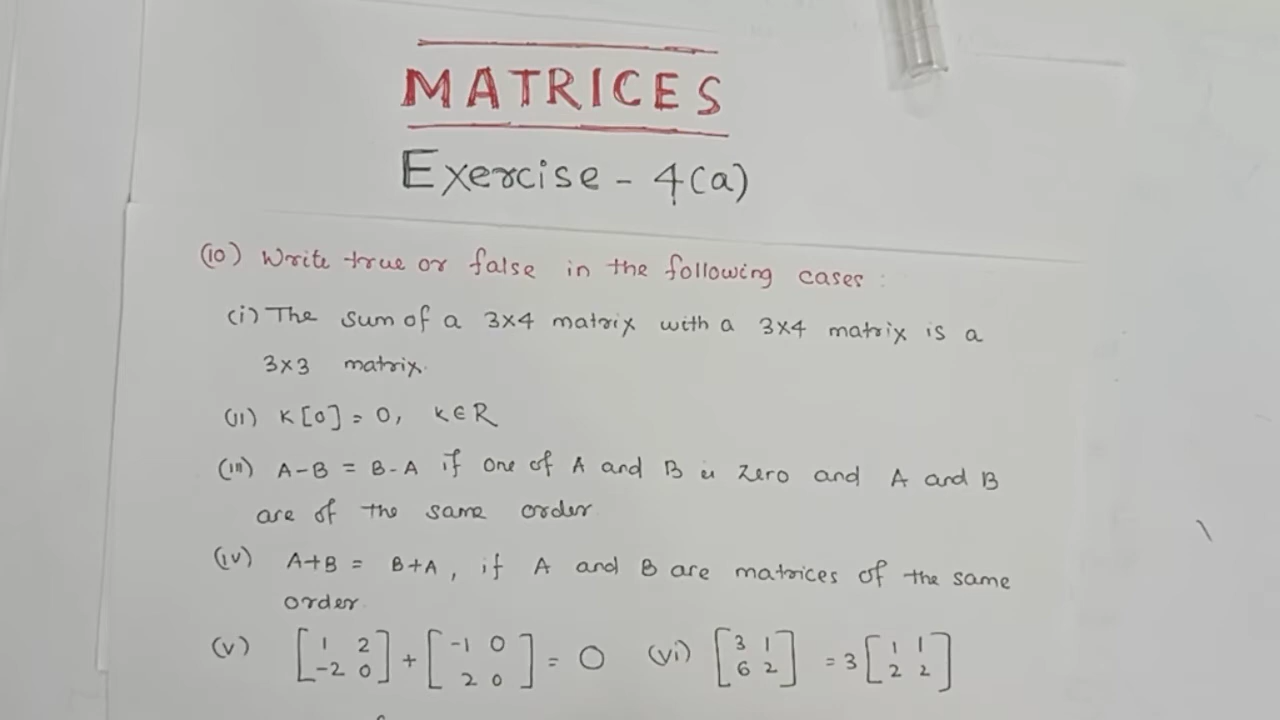 MATRICES
Exercise - 4(a)
(10) Write true or false in the following cases :
(i) The sum of a 3×4 matrix with a 3×4 matrix is a
3×3 matrix.
(ii) K[0] = 0, K∈R
(iii) A-B = B-A if one of A and B is zero and A and B
are of the same order
(iv) A+B = B+A, if A and B are matrices of the same
order.
(v) [1 2 -2 0] + [-1 0 2 0] = 0 (vi) [3 1 6 2] = 3 [1 1 2 2]